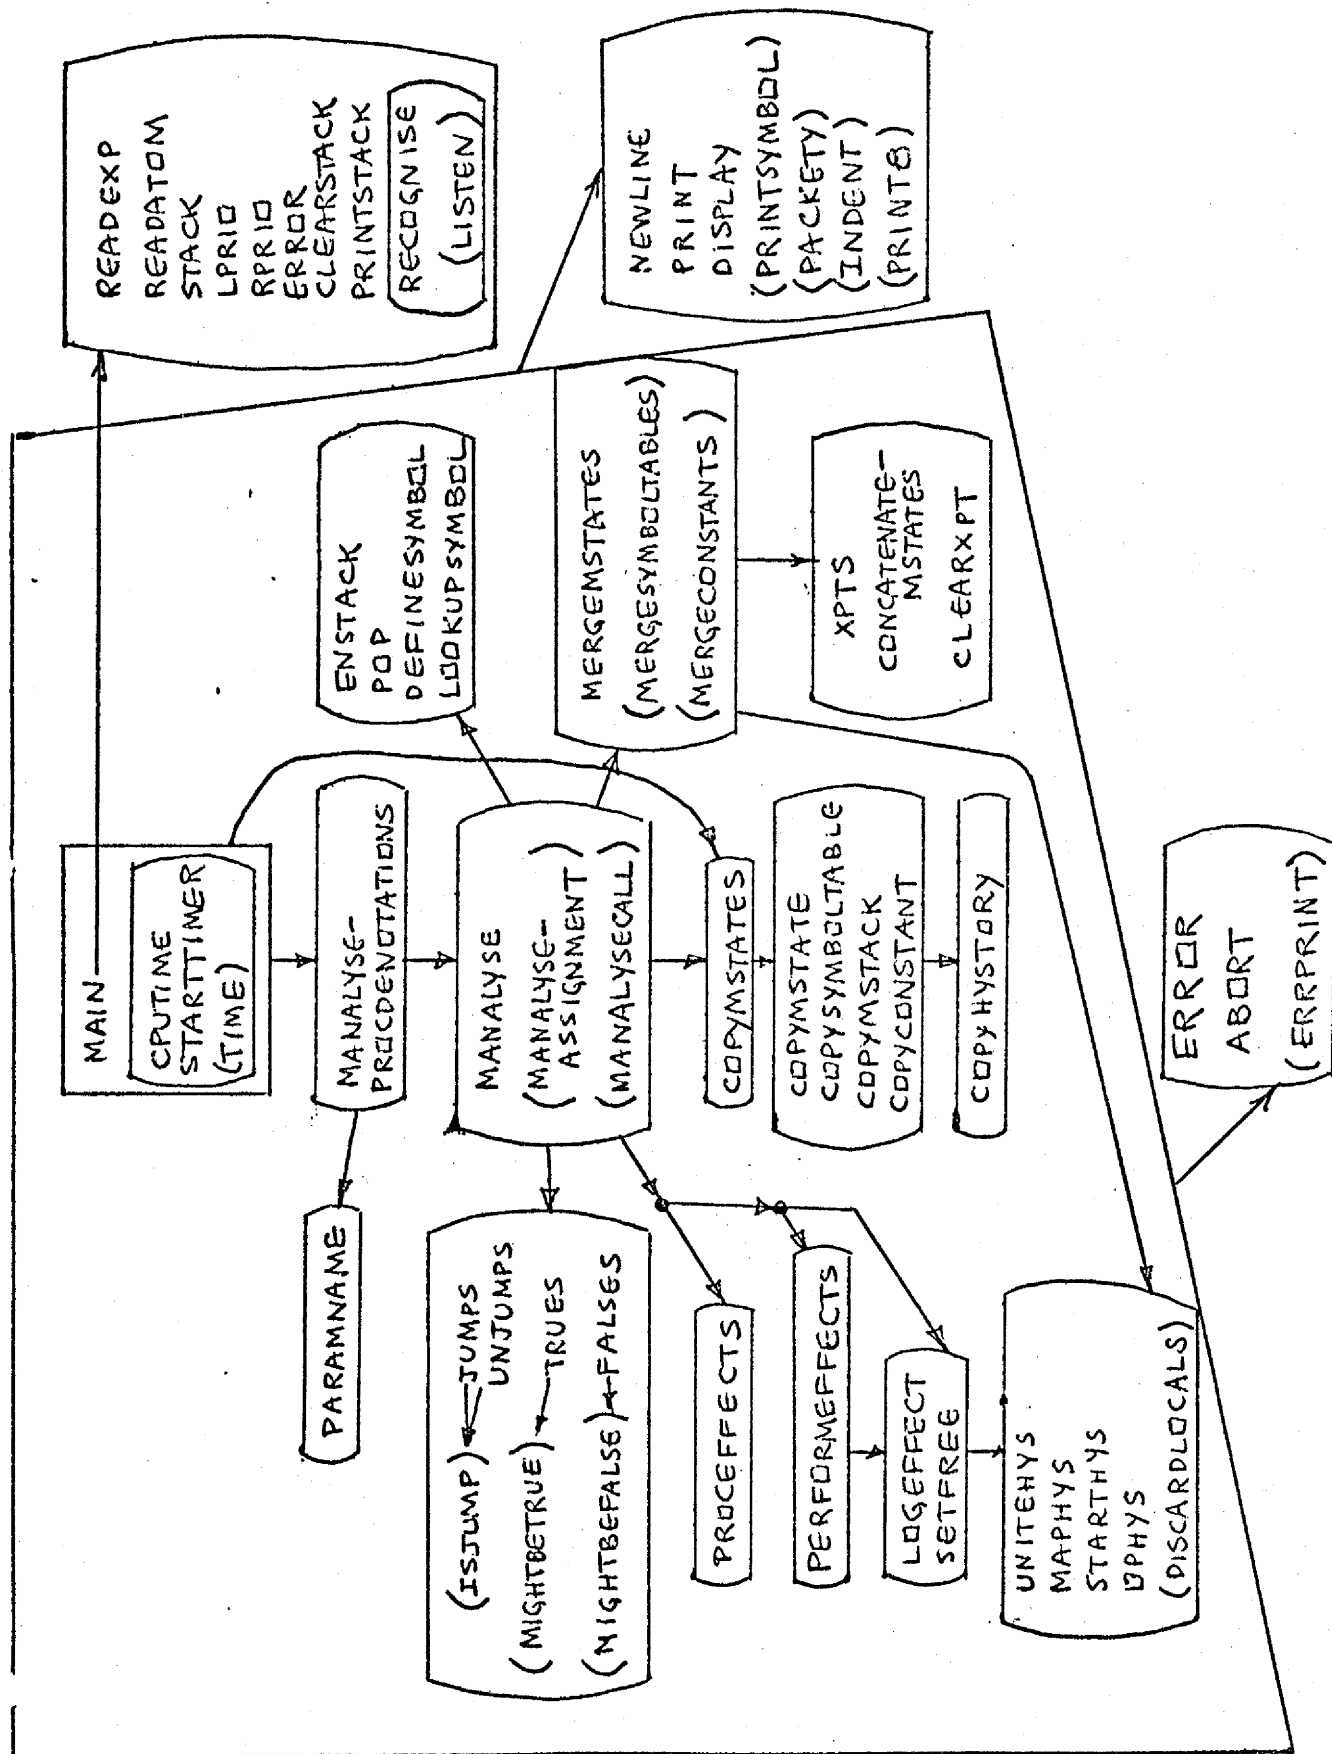 MAIN
CPUTIME
STARTTIMER
(TIME)
READEXP
READATOM
STACK
LPRIO
RPRIO
ERROR
CLEARSTACK
PRINTSTACK
RECOGNISE
(LISTEN)
PARAMNAME
MANALYSE-
PROCDENOTATIONS
ENSTACK
POP
DEFINESYMBOL
LOOKUPSYMBOL
NEWLINE
PRINT
DISPLAY
(PRINTSYMBOL)
(PACKETY)
(INDENT)
(PRINT8)
(ISJUMP) JUMPS
UNJUMPS
(MIGHTBETRUE) TRUES
(MIGHTBEFALSE) FALSES
MANALYSE
(MANALYSE-
ASSIGNMENT)
(MANALYSECALL)
MERGEMSTATES
(MERGESYMBOLTABLES)
(MERGECONSTANTS)
PROCEFFECTS
COPYMSTATES
PERFORMEFFECTS
COPYMSTATE
COPYSYMBOLTABLE
COPYMSTACK
COPYCONSTANT
XPTS
CONCATENATE-
MSTATES
CLEARXPT
LOGEFFECT
SETFREE
COPYHYSTORY
UNITEHYS
MAPHYS
STARTHYS
OPHYS
(DISCARDLOCALS)
ERROR
ABORT
(ERRPRINT)